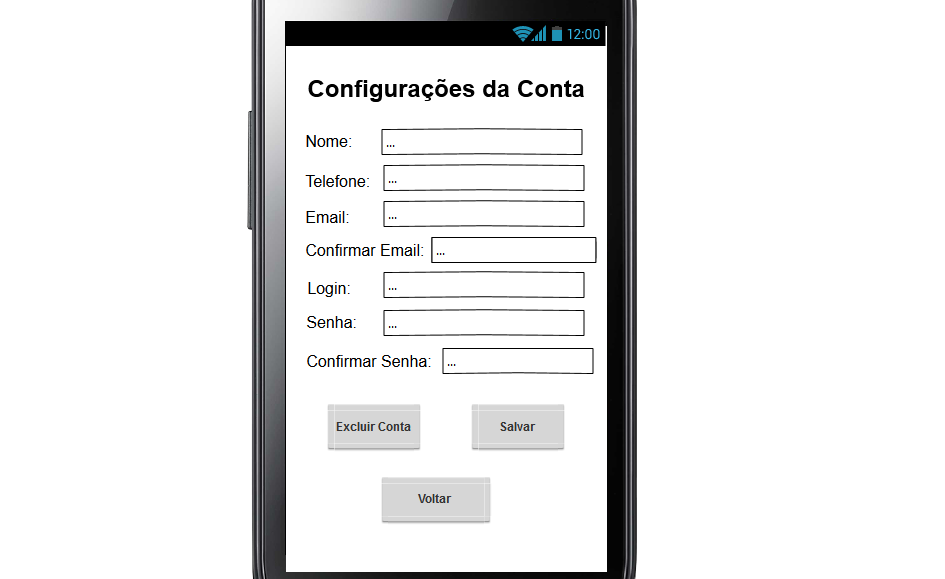 12:00
Configurações da Conta
Nome: ...
Telefone: ...
Email: ...
Confirmar Email: ...
Login: ...
Senha: ...
Confirmar Senha: ...
Excluir Conta Salvar
Voltar